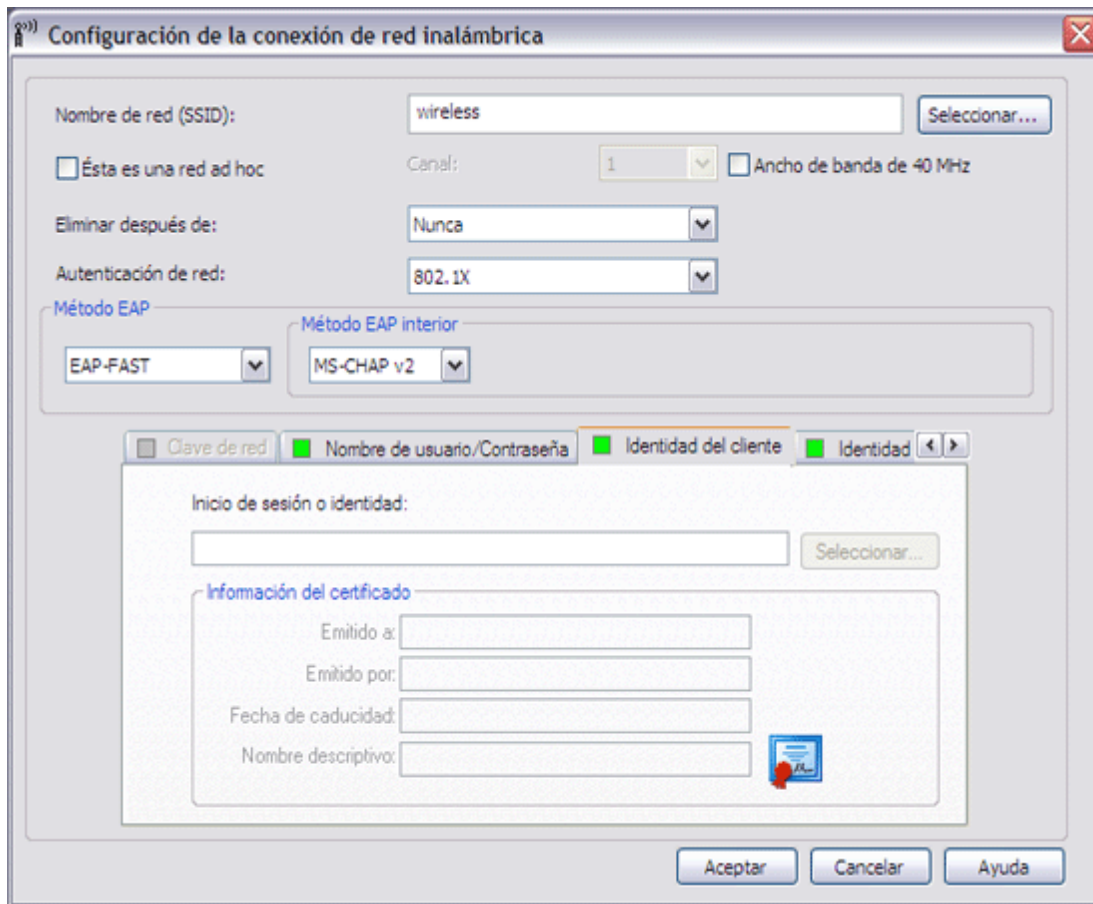 Configuración de la conexión de red inalámbrica
Nombre de red (SSID): wireless Seleccionar...
Ésta es una red ad hoc Canal: 1 Ancho de banda de 40 MHz
Eliminar después de: Nunca
Autenticación de red: 802.1X
Método EAP
Método EAP interior
EAP-FAST MS-CHAP v2
Clave de red Nombre de usuario/Contraseña Identidad del cliente Identidad
Inicio de sesión o identidad:
Seleccionar...
Información del certificado
Emitido a:
Emitido por:
Fecha de caducidad:
Nombre descriptivo:
Aceptar Cancelar Ayuda